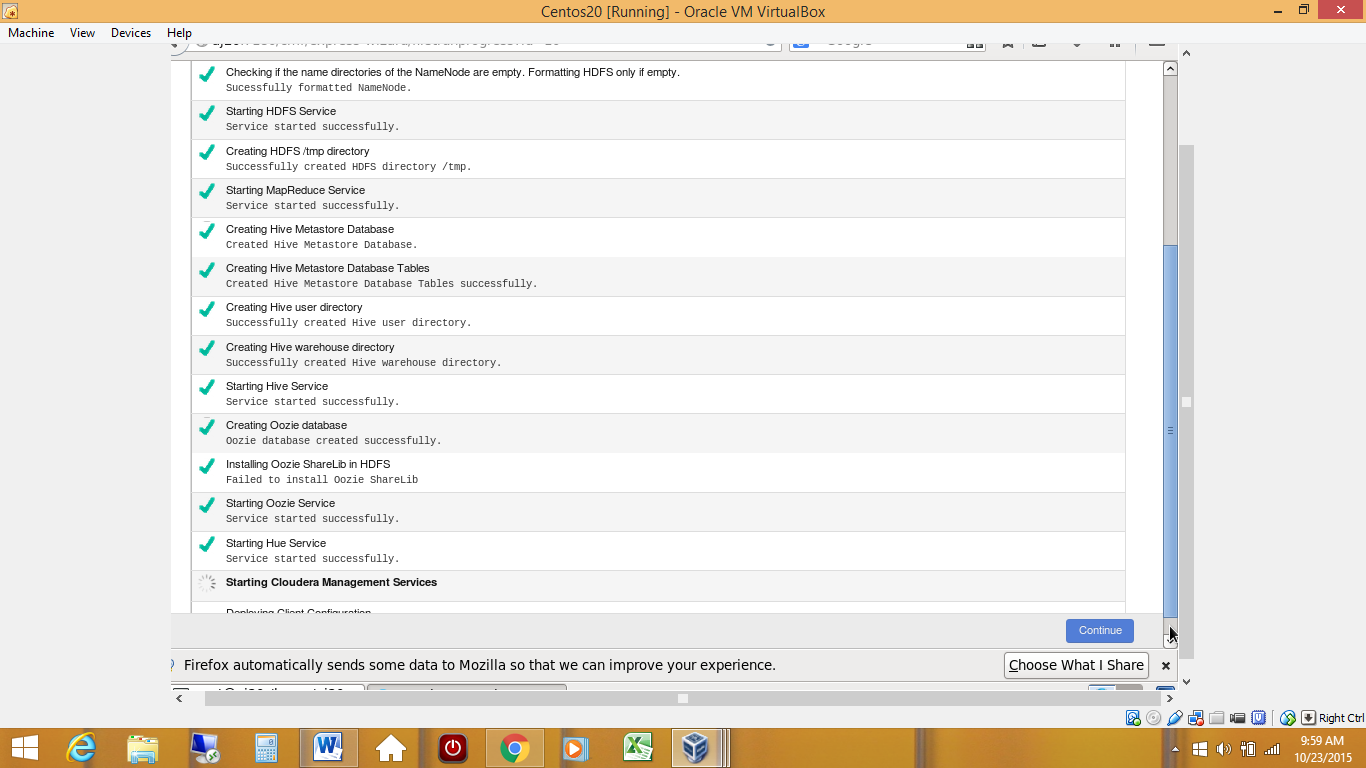 Centos20 [Running] - Oracle VM VirtualBox
Machine View Devices Help
Checking if the name directories of the NameNode are empty. Formatting HDFS only if empty.
Sucessfully formatted NameNode.
Starting HDFS Service
Service started successfully.
Creating HDFS /tmp directory
Successfully created HDFS directory /tmp.
Starting MapReduce Service
Service started successfully.
Creating Hive Metastore Database
Created Hive Metastore Database.
Creating Hive Metastore Database Tables
Created Hive Metastore Database Tables successfully.
Creating Hive user directory
Successfully created Hive user directory.
Creating Hive warehouse directory
Successfully created Hive warehouse directory.
Starting Hive Service
Service started successfully.
Creating Oozie database
Oozie database created successfully.
Installing Oozie ShareLib in HDFS
Failed to install Oozie ShareLib
Starting Oozie Service
Service started successfully.
Starting Hue Service
Service started successfully.
Starting Cloudera Management Services
Deploying Client Configuration
Continue
Firefox automatically sends some data to Mozilla so that we can improve your experience.
Choose What I Share
Right Ctrl
9:59 AM
10/23/2015